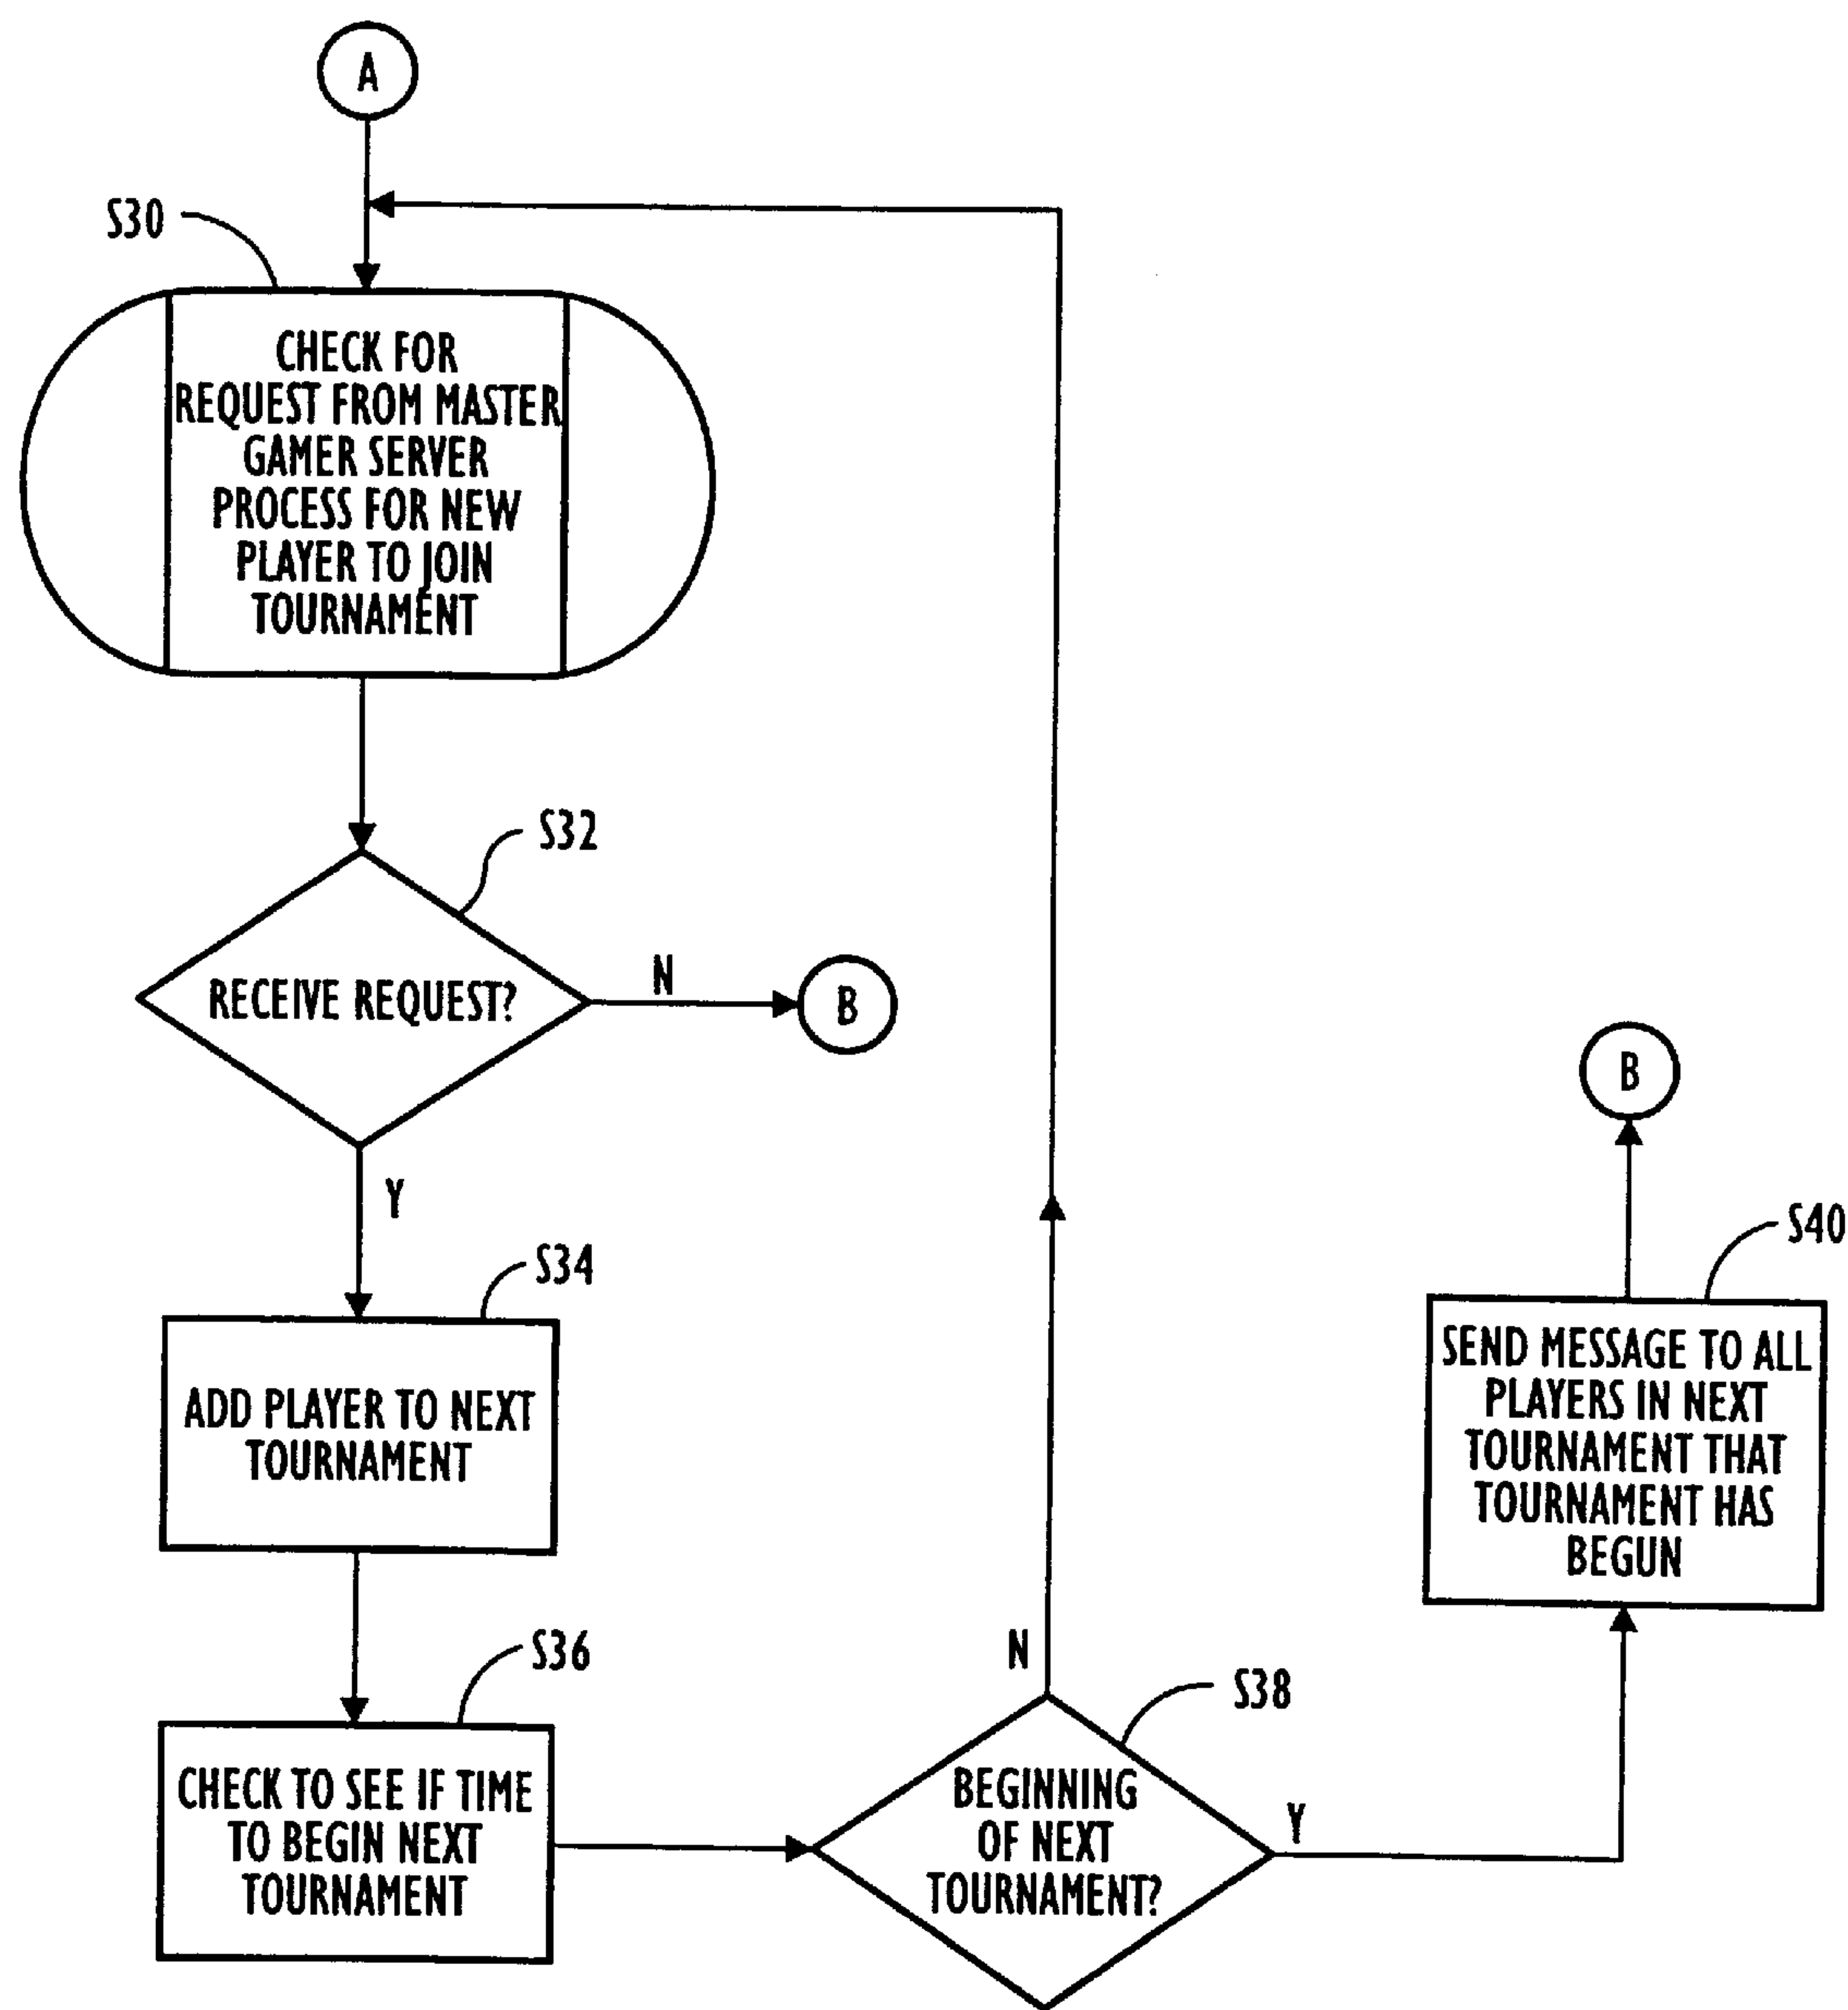 A
S30
CHECK FOR
REQUEST FROM MASTER
GAMER SERVER
PROCESS FOR NEW
PLAYER TO JOIN
TOURNAMENT
S32
RECEIVE REQUEST?
N
B
Y
S34
ADD PLAYER TO NEXT
TOURNAMENT
S36
CHECK TO SEE IF TIME
TO BEGIN NEXT
TOURNAMENT
N
S38
BEGINNING
OF NEXT
TOURNAMENT?
Y
B
S40
SEND MESSAGE TO ALL
PLAYERS IN NEXT
TOURNAMENT THAT
TOURNAMENT HAS
BEGUN